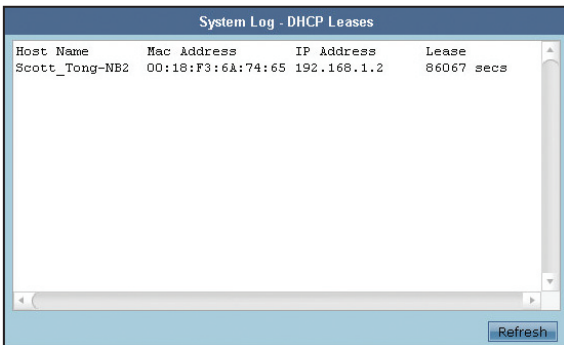 System Log - DHCP Leases
Host Name Mac Address IP Address Lease
Scott_Tong-NB2 00:18:F3:6A:74:65 192.168.1.2 86067 secs
Refresh